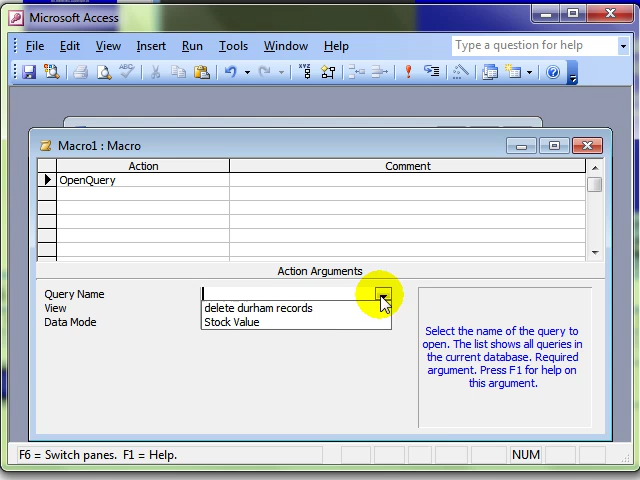 Microsoft Access
File Edit View Insert Run Tools Window Help Type a question for help
Macro1 : Macro
Action Comment
OpenQuery
Action Arguments
Query Name
View
Data Mode
delete durham records
Stock Value
Select the name of the query to
open. The list shows all queries in
the current database. Required
argument. Press F1 for help on
this argument.
F6 = Switch panes. F1 = Help. NUM